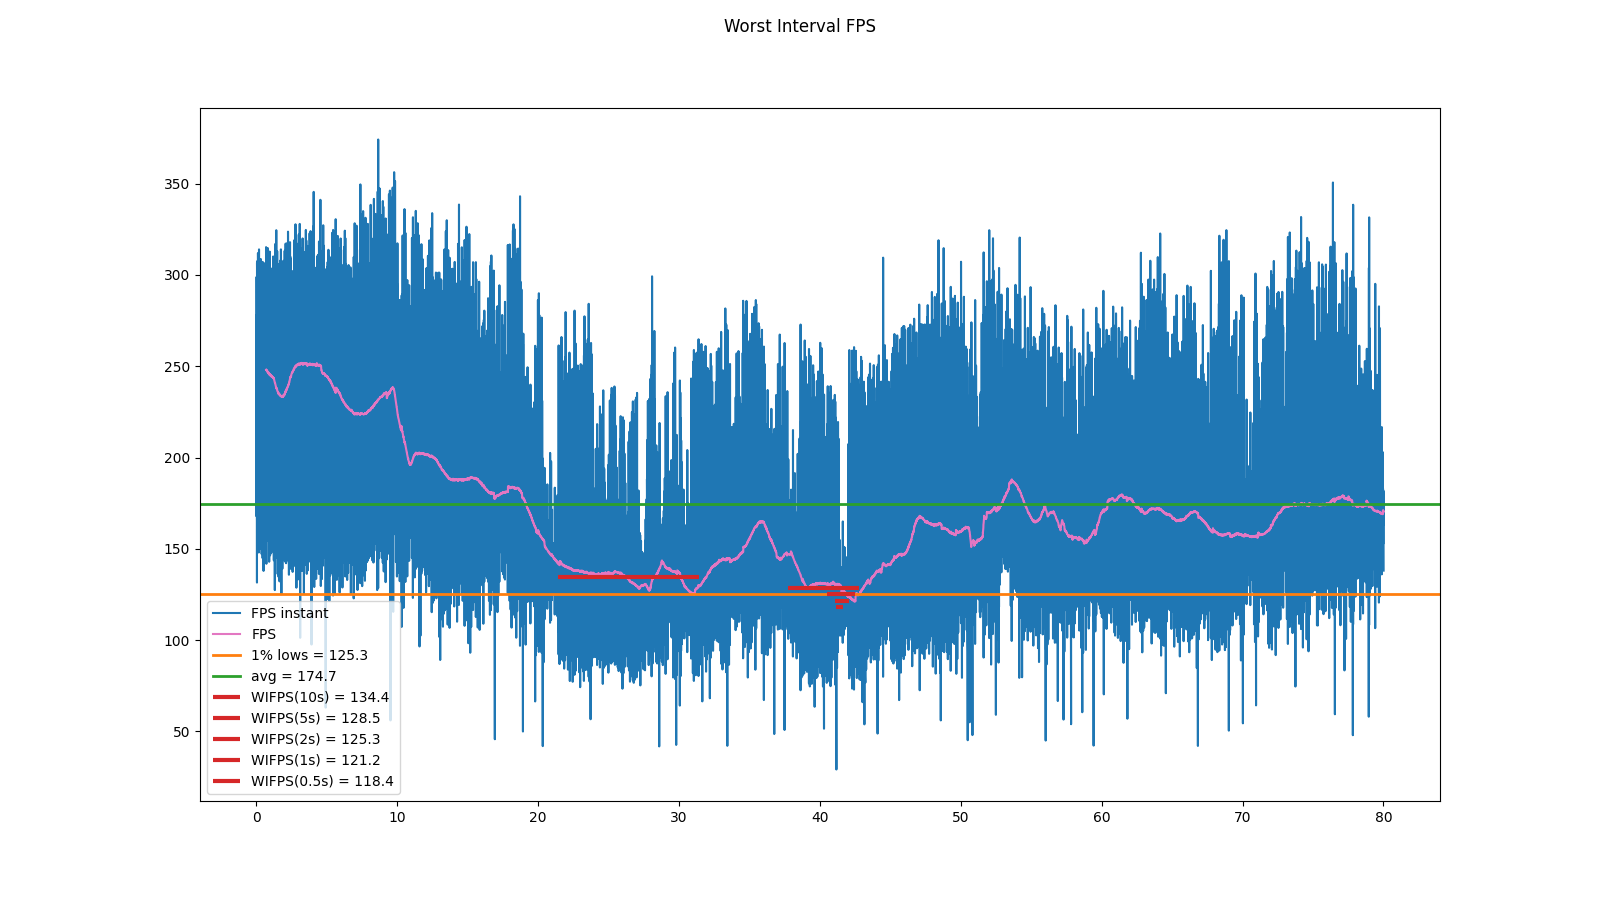 Worst Interval FPS
350
300
250
200
150
100
50
FPS instant
FPS
1% lows = 125.3
avg = 174.7
WIFPS(10s) = 134.4
WIFPS(5s) = 128.5
WIFPS(2s) = 125.3
WIFPS(1s) = 121.2
WIFPS(0.5s) = 118.4
0 10 20 30 40 50 60 70 80